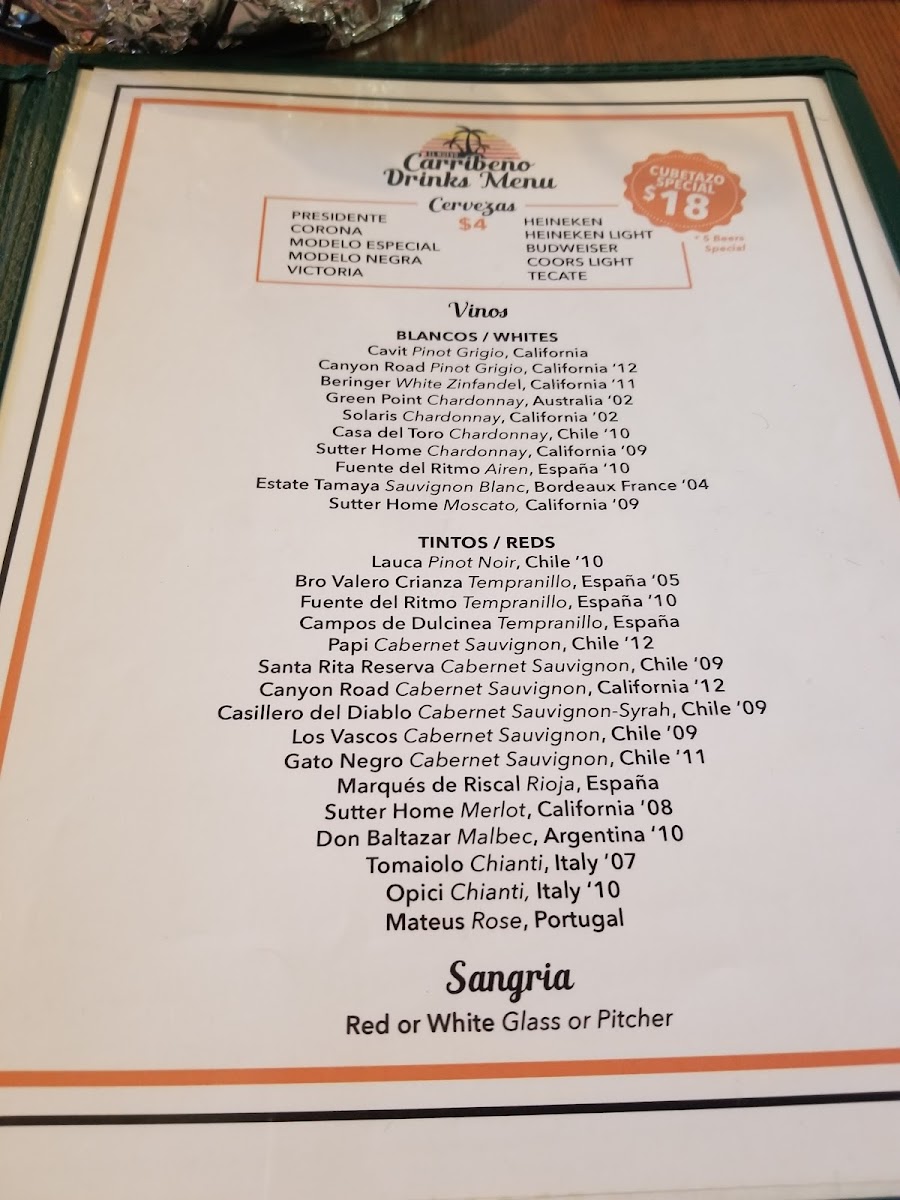 EL NUEVO
Carribeno
Drinks Menu
CUBETAZO
SPECIAL
$18
* 5 Beers
Special
Cervezas
$4
PRESIDENTE
CORONA
MODELO ESPECIAL
MODELO NEGRA
VICTORIA
HEINEKEN
HEINEKEN LIGHT
BUDWEISER
COORS LIGHT
TECATE
Vinos
BLANCOS / WHITES
Cavit Pinot Grigio, California
Canyon Road Pinot Grigio, California '12
Beringer White Zinfandel, California '11
Green Point Chardonnay, Australia '02
Solaris Chardonnay, California '02
Casa del Toro Chardonnay, Chile '10
Sutter Home Chardonnay, California '09
Fuente del Ritmo Airen, España '10
Estate Tamaya Sauvignon Blanc, Bordeaux France '04
Sutter Home Moscato, California '09
TINTOS / REDS
Lauca Pinot Noir, Chile '10
Bro Valero Crianza Tempranillo, España '05
Fuente del Ritmo Tempranillo, España '10
Campos de Dulcinea Tempranillo, España
Papi Cabernet Sauvignon, Chile '12
Santa Rita Reserva Cabernet Sauvignon, Chile '09
Canyon Road Cabernet Sauvignon, California '12
Casillero del Diablo Cabernet Sauvignon-Syrah, Chile '09
Los Vascos Cabernet Sauvignon, Chile '09
Gato Negro Cabernet Sauvignon, Chile '11
Marqués de Riscal Rioja, España
Sutter Home Merlot, California '08
Don Baltazar Malbec, Argentina '10
Tomaiolo Chianti, Italy '07
Opici Chianti, Italy '10
Mateus Rose, Portugal
Sangria
Red or White Glass or Pitcher